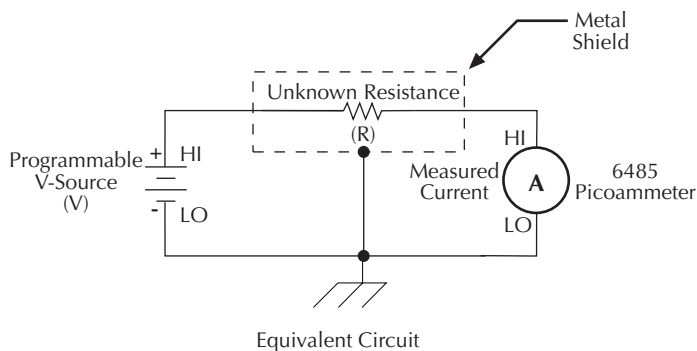 Metal
Shield
Unknown Resistance
(R)
Programmable
V-Source
(V)
+
HI
-
LO
Measured
Current
HI
A
LO
6485
Picoammeter
Equivalent Circuit